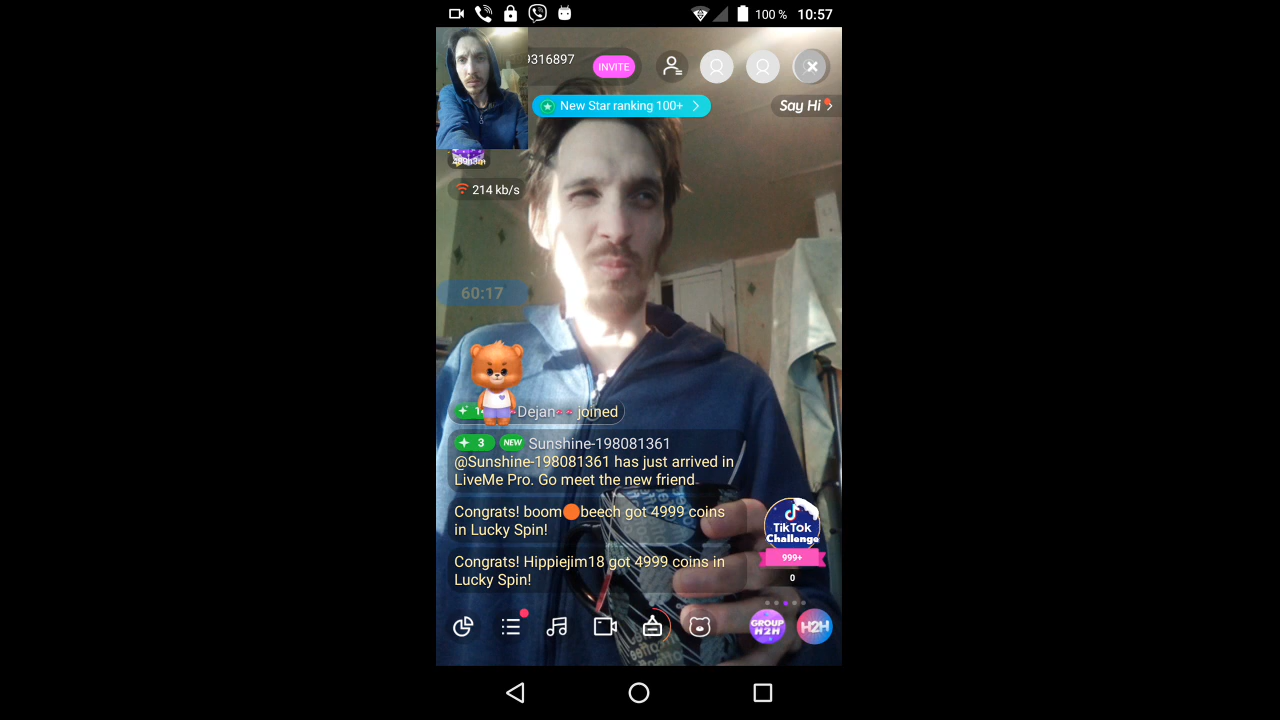 100 %
10:57
9316897
INVITE
New Star ranking 100+
Say Hi
214 kb/s
60:17
Dejan joined
3 NEW Sunshine-198081361
@Sunshine-198081361 has just arrived in
LiveMe Pro. Go meet the new friend
Congrats! boom🟠beech got 4999 coins
in Lucky Spin!
Congrats! Hippiejim18 got 4999 coins in
Lucky Spin!
TikTok
Challenge
999+
0
GROUP
H2H
H2H